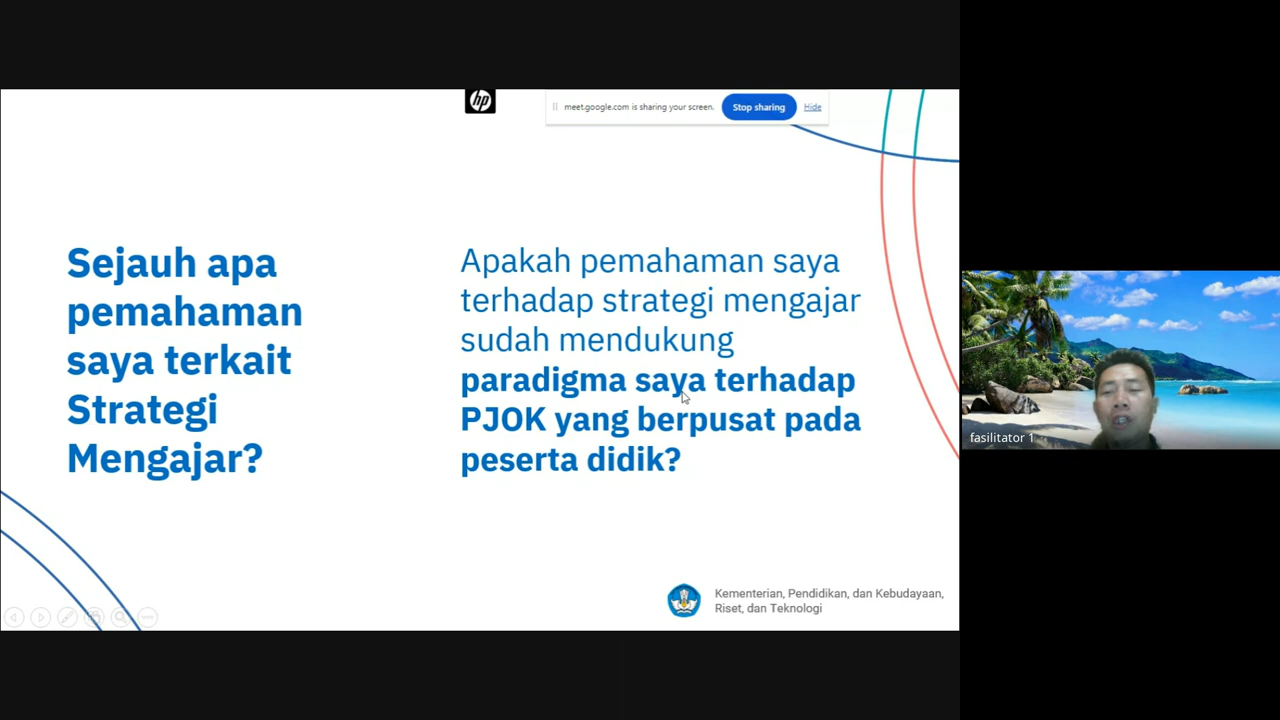 hp
meet.google.com is sharing your screen.
Stop sharing
Hide
Sejauh apa
pemahaman
saya terkait
Strategi
Mengajar?
Apakah pemahaman saya
terhadap strategi mengajar
sudah mendukung
paradigma saya terhadap
PJOK yang berpusat pada
peserta didik?
Kementerian, Pendidikan, dan Kebudayaan,
Riset, dan Teknologi
fasilitator 1